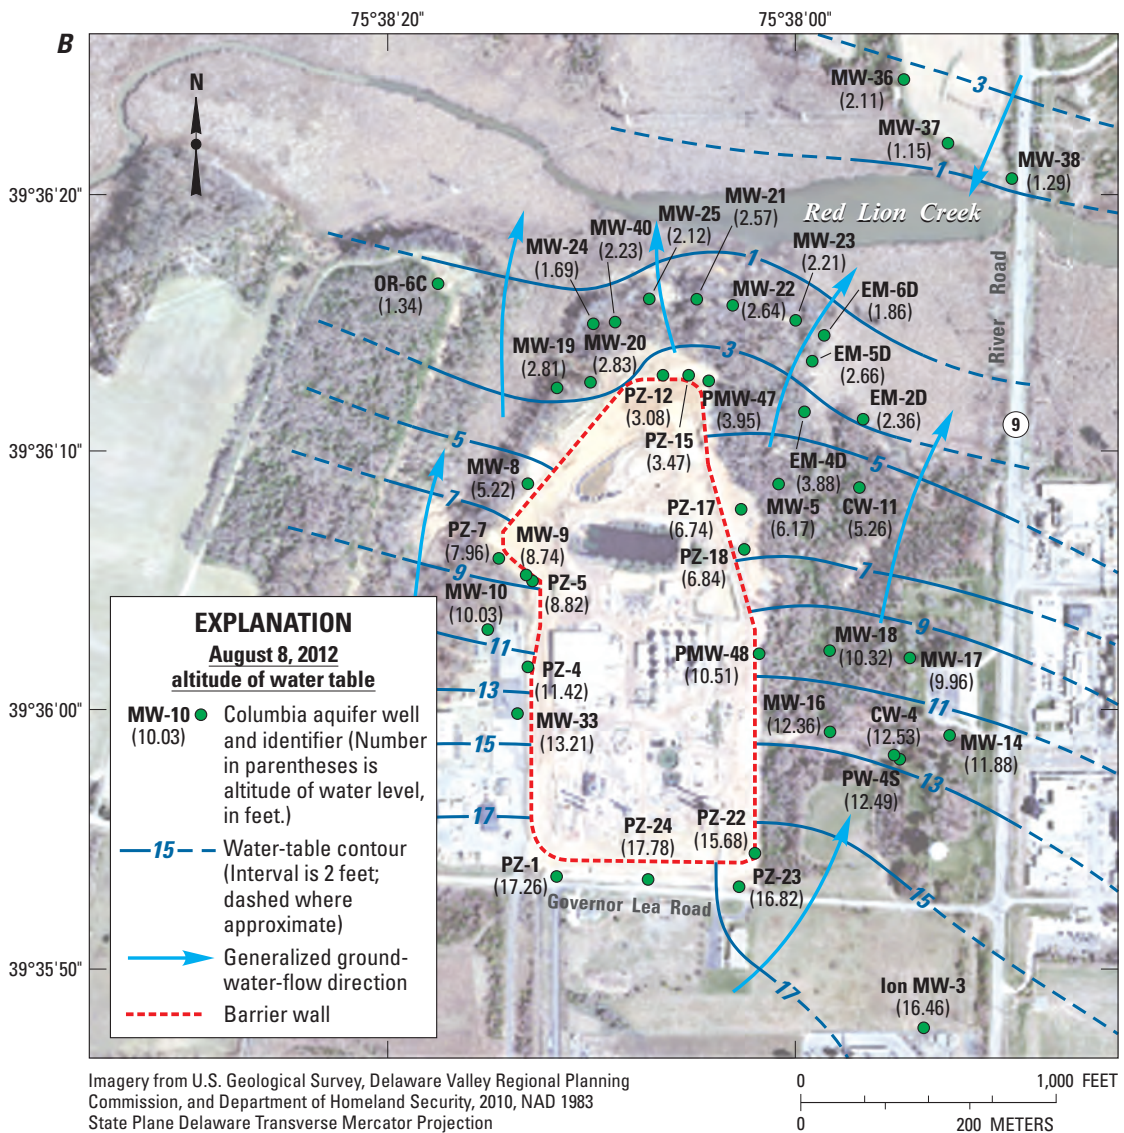 B
75°38'20"
75°38'00"
N
MW-36
(2.11)
3
MW-37
(1.15)
1
MW-38
(1.29)
39°36'20"
MW-21
(2.57)
MW-25
(2.12)
MW-40
(2.23)
MW-24
(1.69)
Red Lion Creek
MW-23
(2.21)
OR-6C
(1.34)
1
MW-22
(2.64)
EM-6D
(1.86)
River Road
MW-19
(2.81)
MW-20
(2.83)
3
EM-5D
(2.66)
PZ-12
(3.08)
PMW-47
(3.95)
EM-2D
(2.36)
9
39°36'10"
5
PZ-15
(3.47)
EM-4D
(3.88)
5
MW-8
(5.22)
7
MW-5
(6.17)
CW-11
(5.26)
PZ-17
(6.74)
PZ-7
(7.96)
MW-9
(8.74)
PZ-18
(6.84)
7
9
PZ-5
(8.82)
MW-10
(10.03)
9
11
MW-18
(10.32)
MW-17
(9.96)
PMW-48
(10.51)
PZ-4
(11.42)
13
11
39°36'00"
MW-33
(13.21)
MW-16
(12.36)
CW-4
(12.53)
MW-14
(11.88)
15
13
PW-4S
(12.49)
17
PZ-24
(17.78)
PZ-22
(15.68)
PZ-1
(17.26)
PZ-23
(16.82)
15
Governor Lea Road
39°35'50"
17
Ion MW-3
(16.46)
EXPLANATION
August 8, 2012
altitude of water table
MW-10
(10.03)
Columbia aquifer well
and identifier (Number
in parentheses is
altitude of water level,
in feet.)
15
Water-table contour
(Interval is 2 feet;
dashed where
approximate)
Generalized ground-
water-flow direction
Barrier wall
Imagery from U.S. Geological Survey, Delaware Valley Regional Planning
Commission, and Department of Homeland Security, 2010, NAD 1983
State Plane Delaware Transverse Mercator Projection
0
1,000 FEET
0
200 METERS